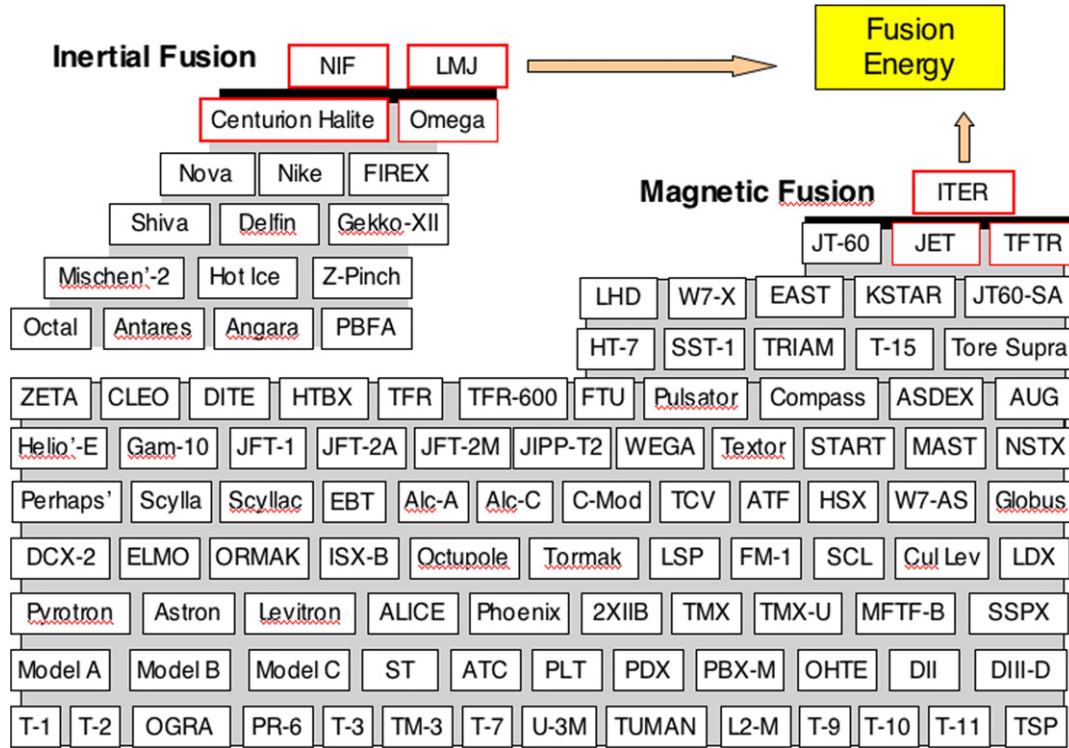 Inertial Fusion NIF LMJ
Fusion
Energy
Centurion Halite Omega
Nova Nike FIREX
Magnetic Fusion ITER
Shiva Delfin Gekko-XII
JT-60 JET TFTR
Mischen'-2 Hot Ice Z-Pinch
LHD W7-X EAST KSTAR JT60-SA
Octal Antares Angara PBFA
HT-7 SST-1 TRIAM T-15 Tore Supra
ZETA CLEO DITE HTBX TFR TFR-600 FTU Pulsator Compass ASDEX AUG
Helio'-E Gam-10 JFT-1 JFT-2A JFT-2M JIPP-T2 WEGA Textor START MAST NSTX
Perhaps' Scylla Scyllac EBT Alc-A Alc-C C-Mod TCV ATF HSX W7-AS Globus
DCX-2 ELMO ORMAK ISX-B Octupole Tormak LSP FM-1 SCL Cul Lev LDX
Pyrotron Astron Levitron ALICE Phoenix 2XIIB TMX TMX-U MFTF-B SSPX
Model A Model B Model C ST ATC PLT PDX PBX-M OHTE DII DIII-D
T-1 T-2 OGRA PR-6 T-3 TM-3 T-7 U-3M TUMAN L2-M T-9 T-10 T-11 TSP